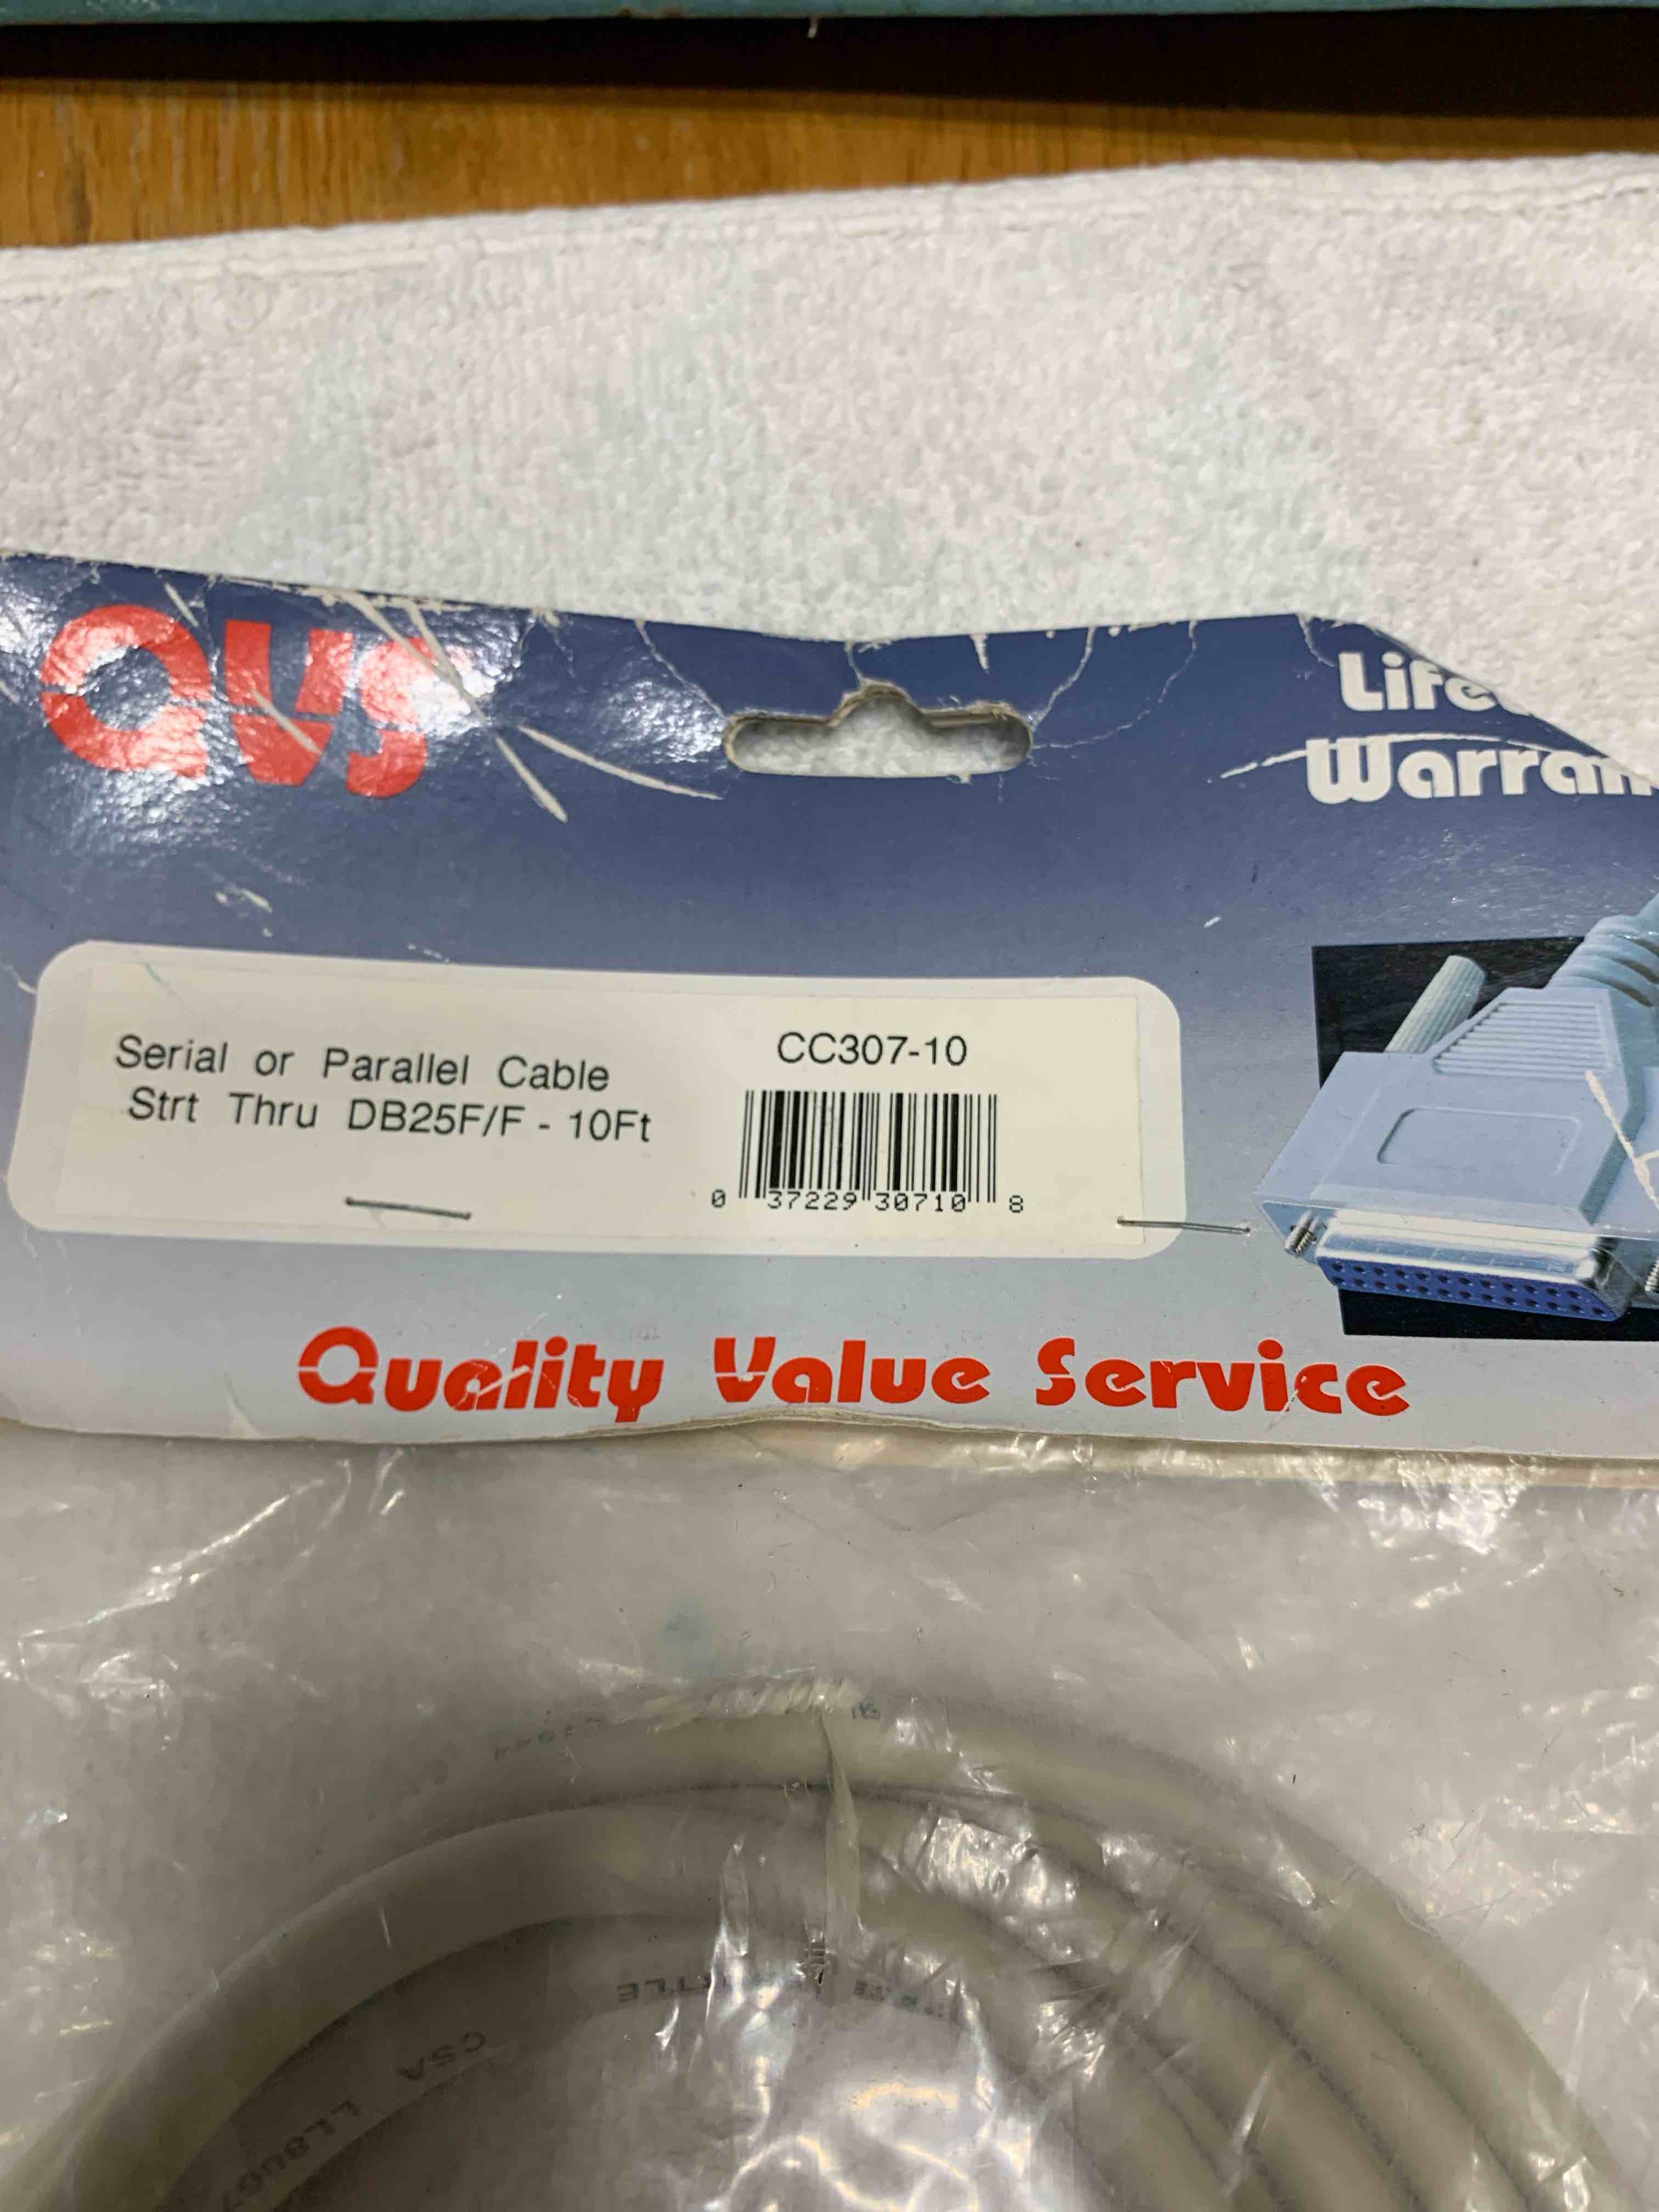 QVS
Life
Warran
Serial or Parallel Cable
Strt Thru DB25F/F - 10Ft
CC307-10
0 37229 30710 8
Quality Value Service
CSA